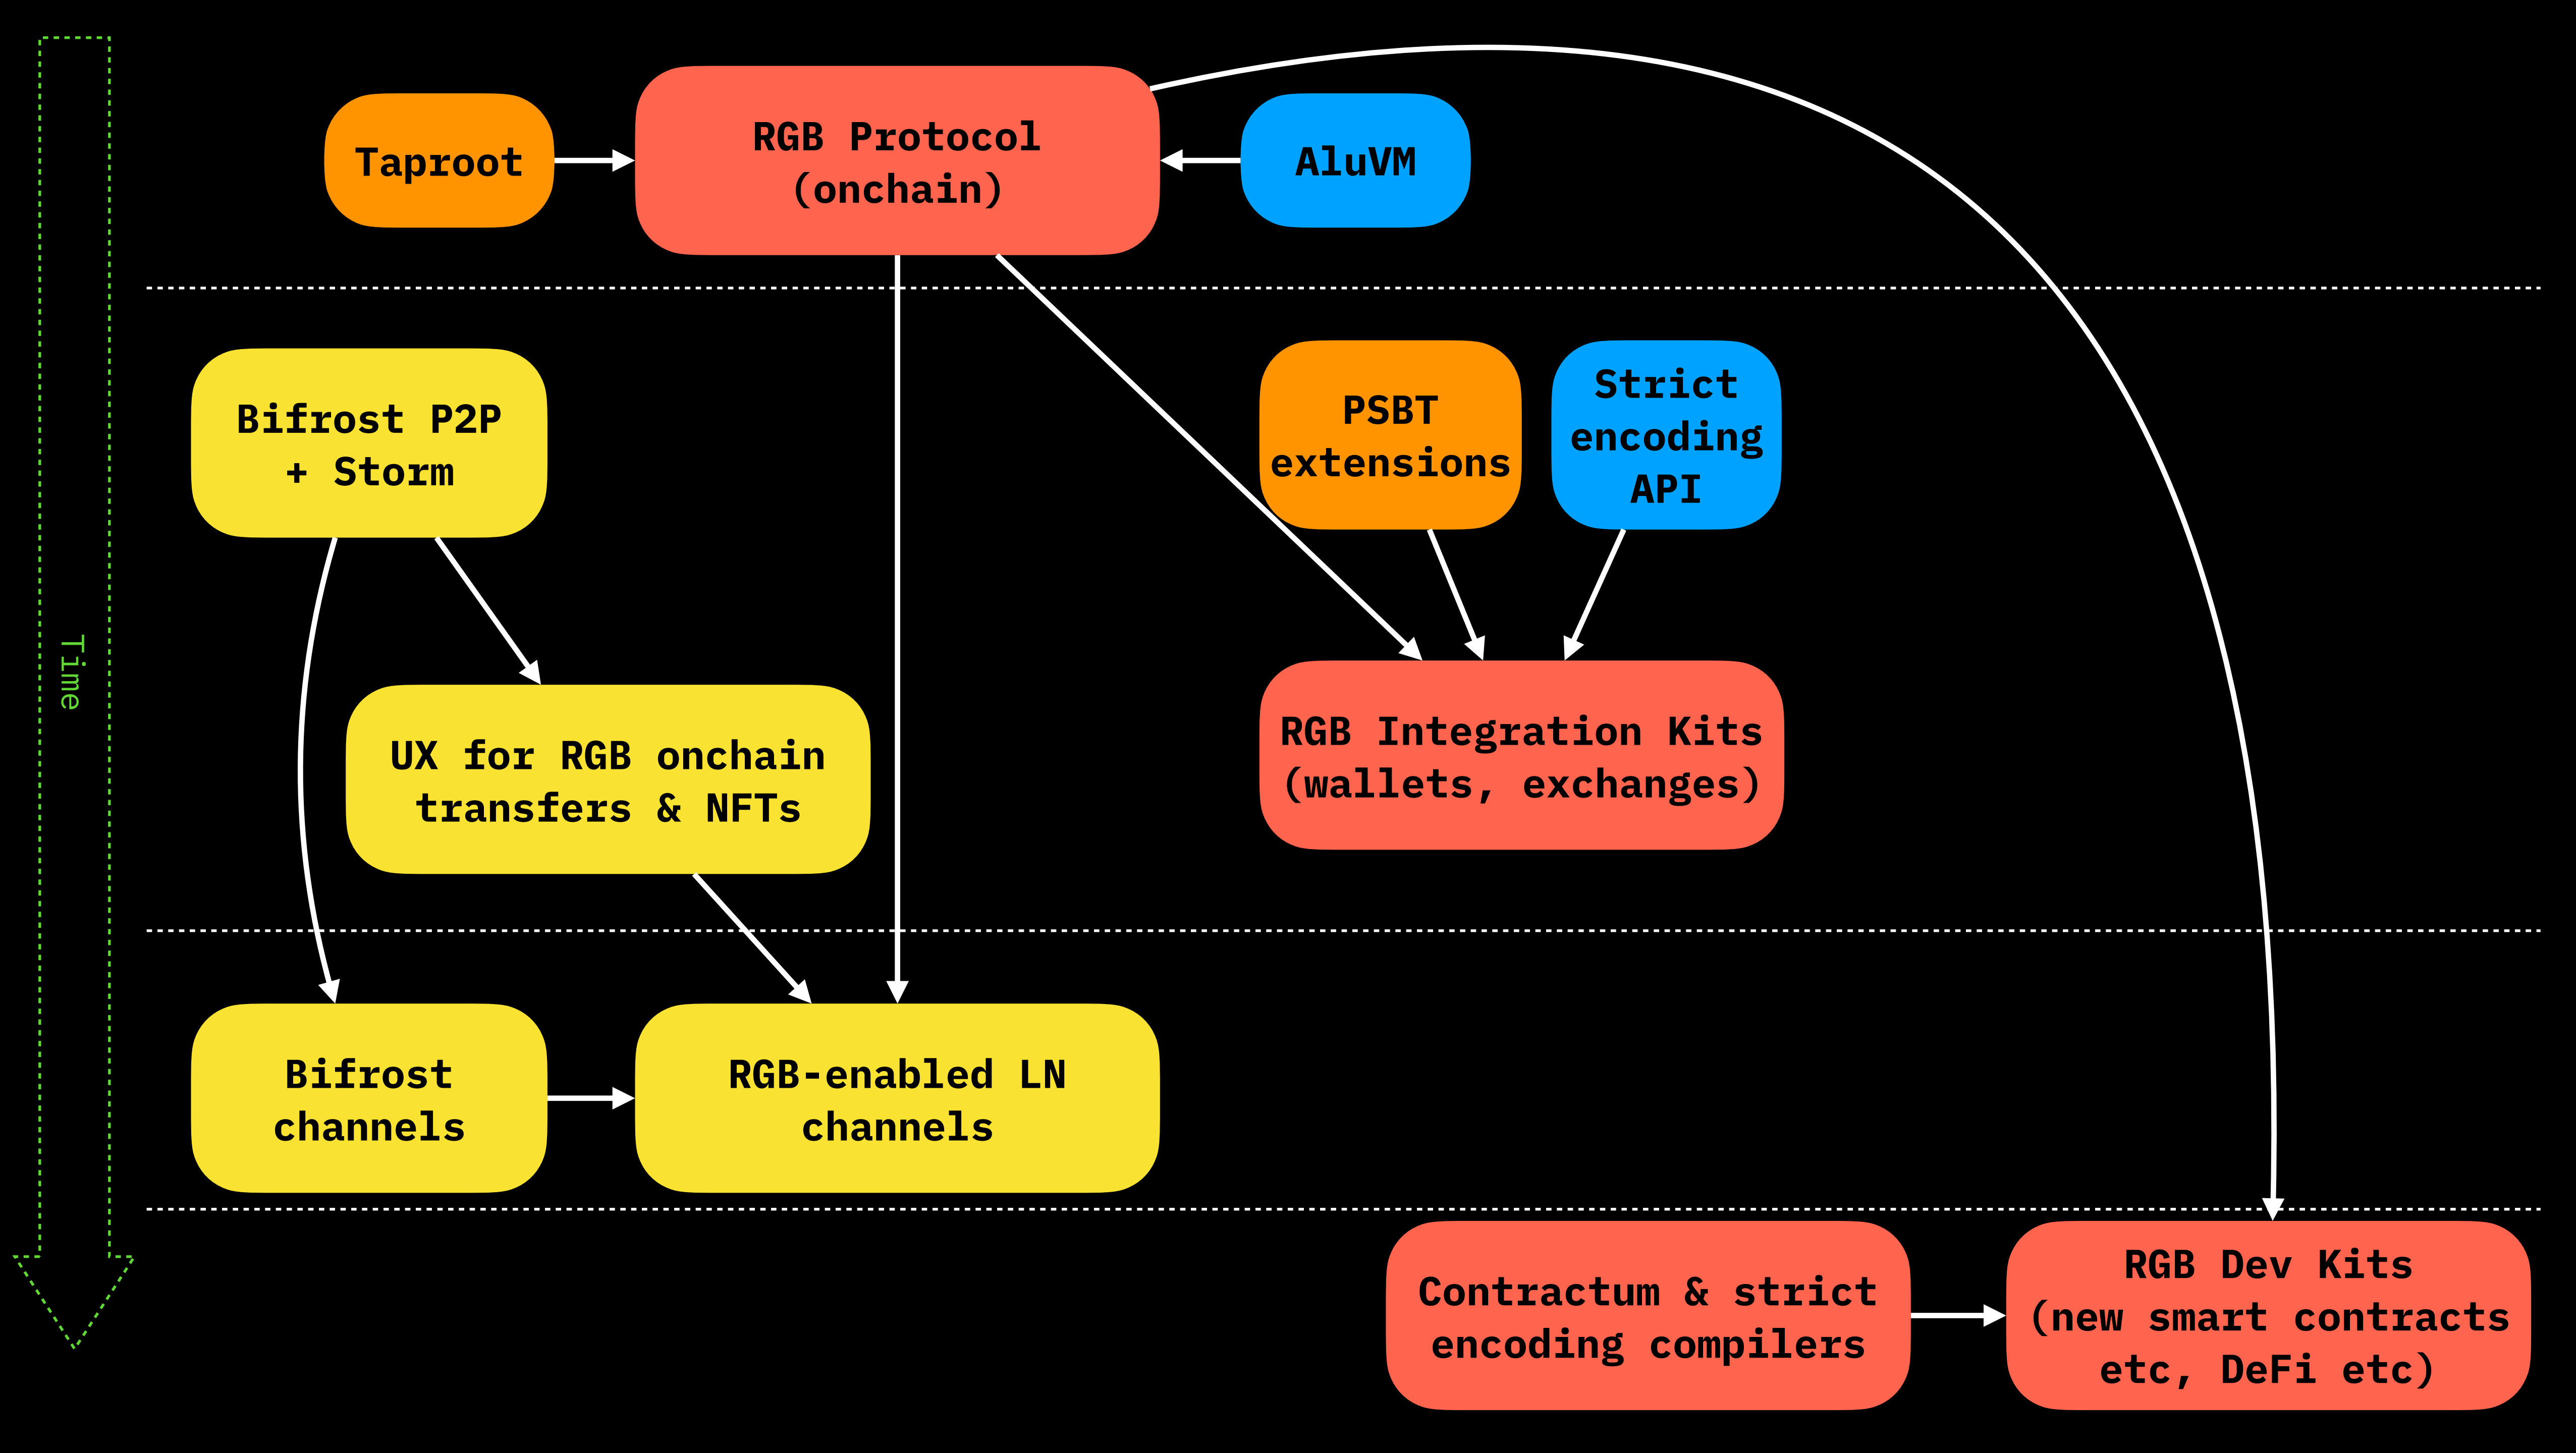 Time
Taproot
RGB Protocol
(onchain)
AluVM
Bifrost P2P
+ Storm
PSBT
extensions
Strict
encoding
API
UX for RGB onchain
transfers & NFTs
RGB Integration Kits
(wallets, exchanges)
Bifrost
channels
RGB-enabled LN
channels
Contractum & strict
encoding compilers
RGB Dev Kits
(new smart contracts
etc, DeFi etc)